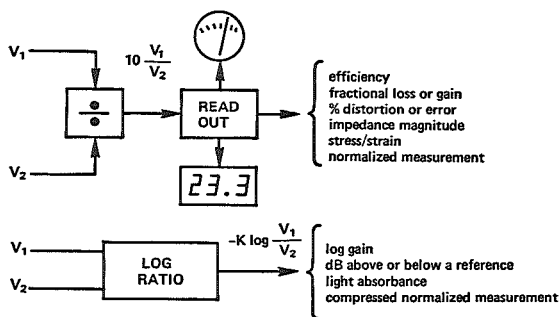 V1
10 V1/V2
÷
V2
READ
OUT
23.3
efficiency
fractional loss or gain
% distortion or error
impedance magnitude
stress/strain
normalized measurement
V1
V2
LOG
RATIO
–K log V1/V2
log gain
dB above or below a reference
light absorbance
compressed normalized measurement